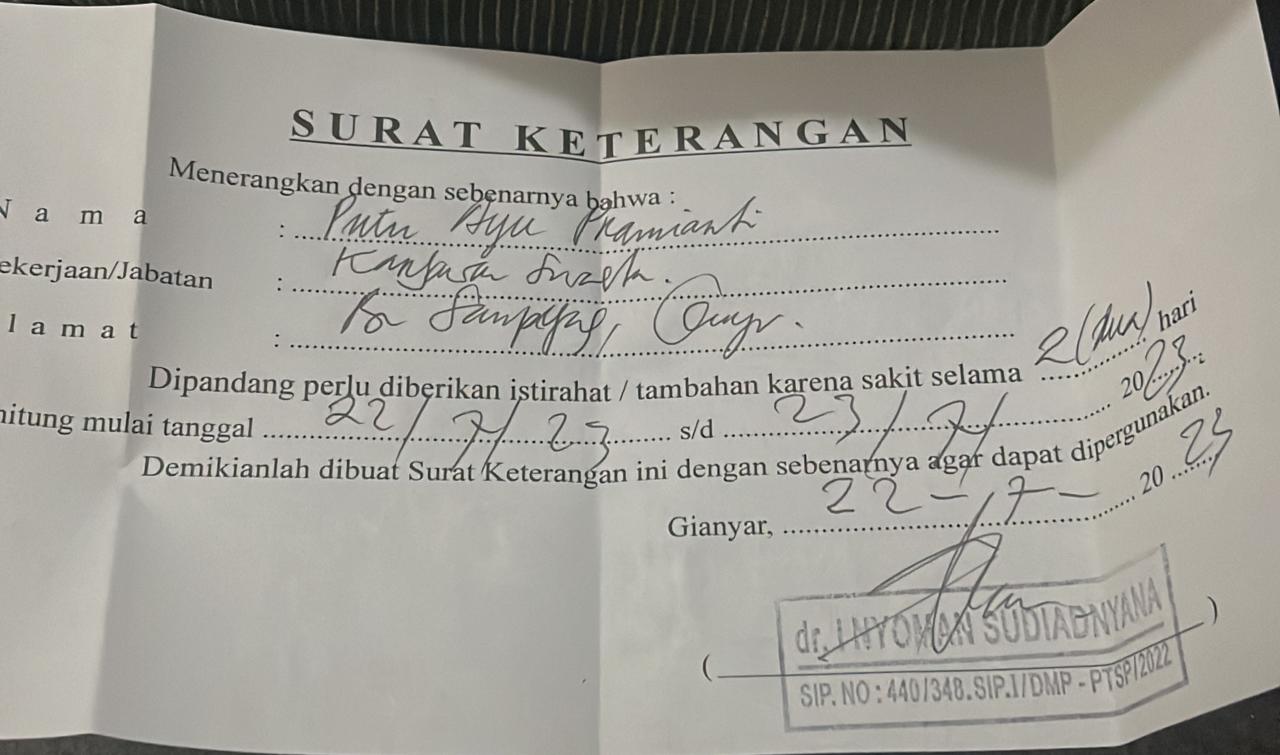 SURAT KETERANGAN
Menerangkan dengan sebenarnya bahwa :
N a m a : Putu Ayu Pramianti
ekerjaan/Jabatan : Karyawan Swasta.
l a m a t : Br Sampiang, Gianyar.
Dipandang perlu diberikan istirahat / tambahan karena sakit selama 2 (dua) hari
hitung mulai tanggal 22/7/23 s/d 23/7/ 2023
Demikianlah dibuat Surat Keterangan ini dengan sebenarnya agar dapat dipergunakan.
Gianyar, 22-7- 2023
dr. I NYOMAN SUDIADNYANA
SIP. NO : 440/348.SIP.I/DMP - PTSP/2022